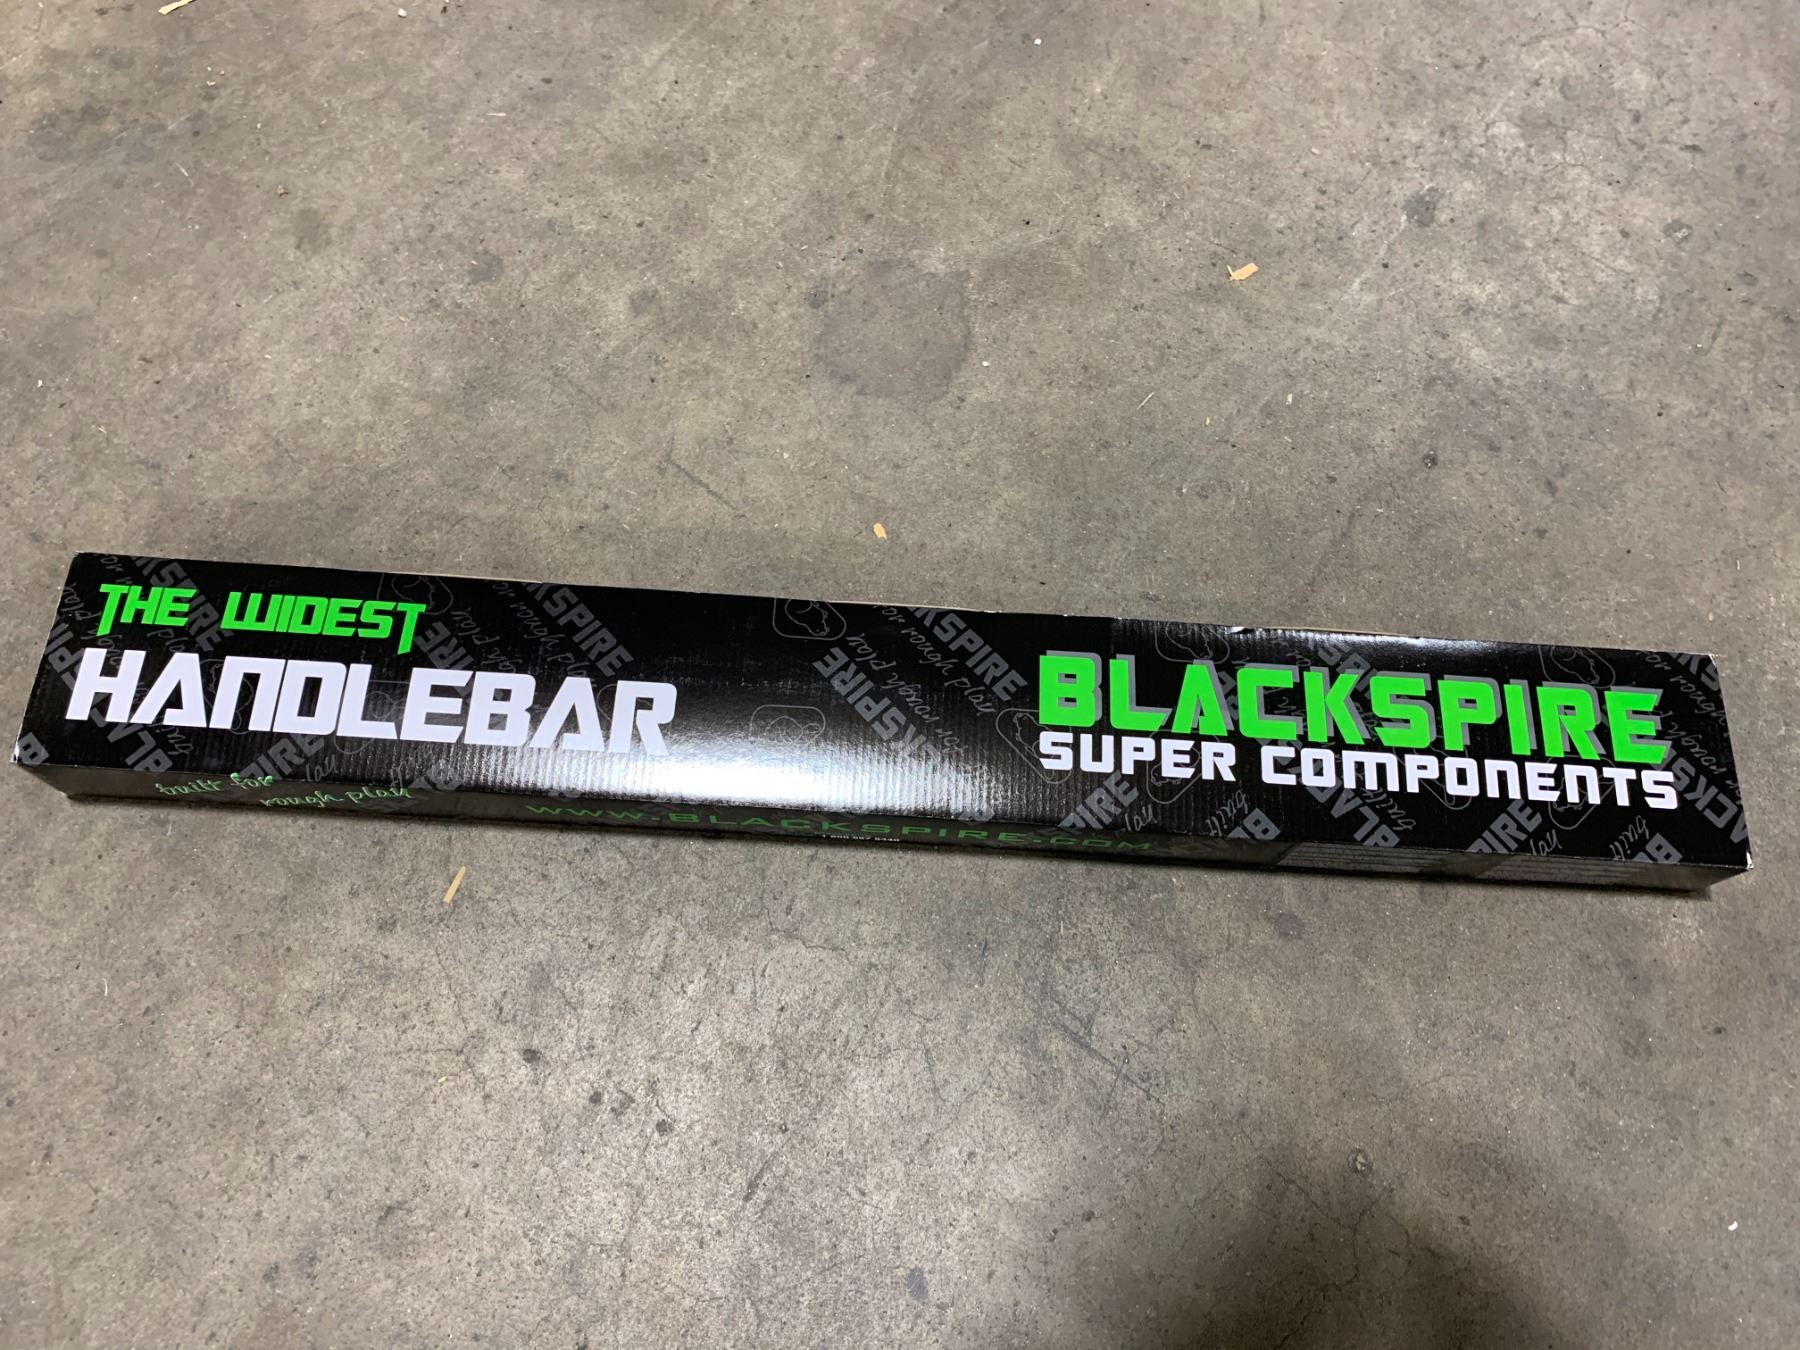 THE WIDEST
HANDLEBAR
BLACKSPIRE
SUPER COMPONENTS
built for
rough play
WWW.BLACKSPIRE.COM